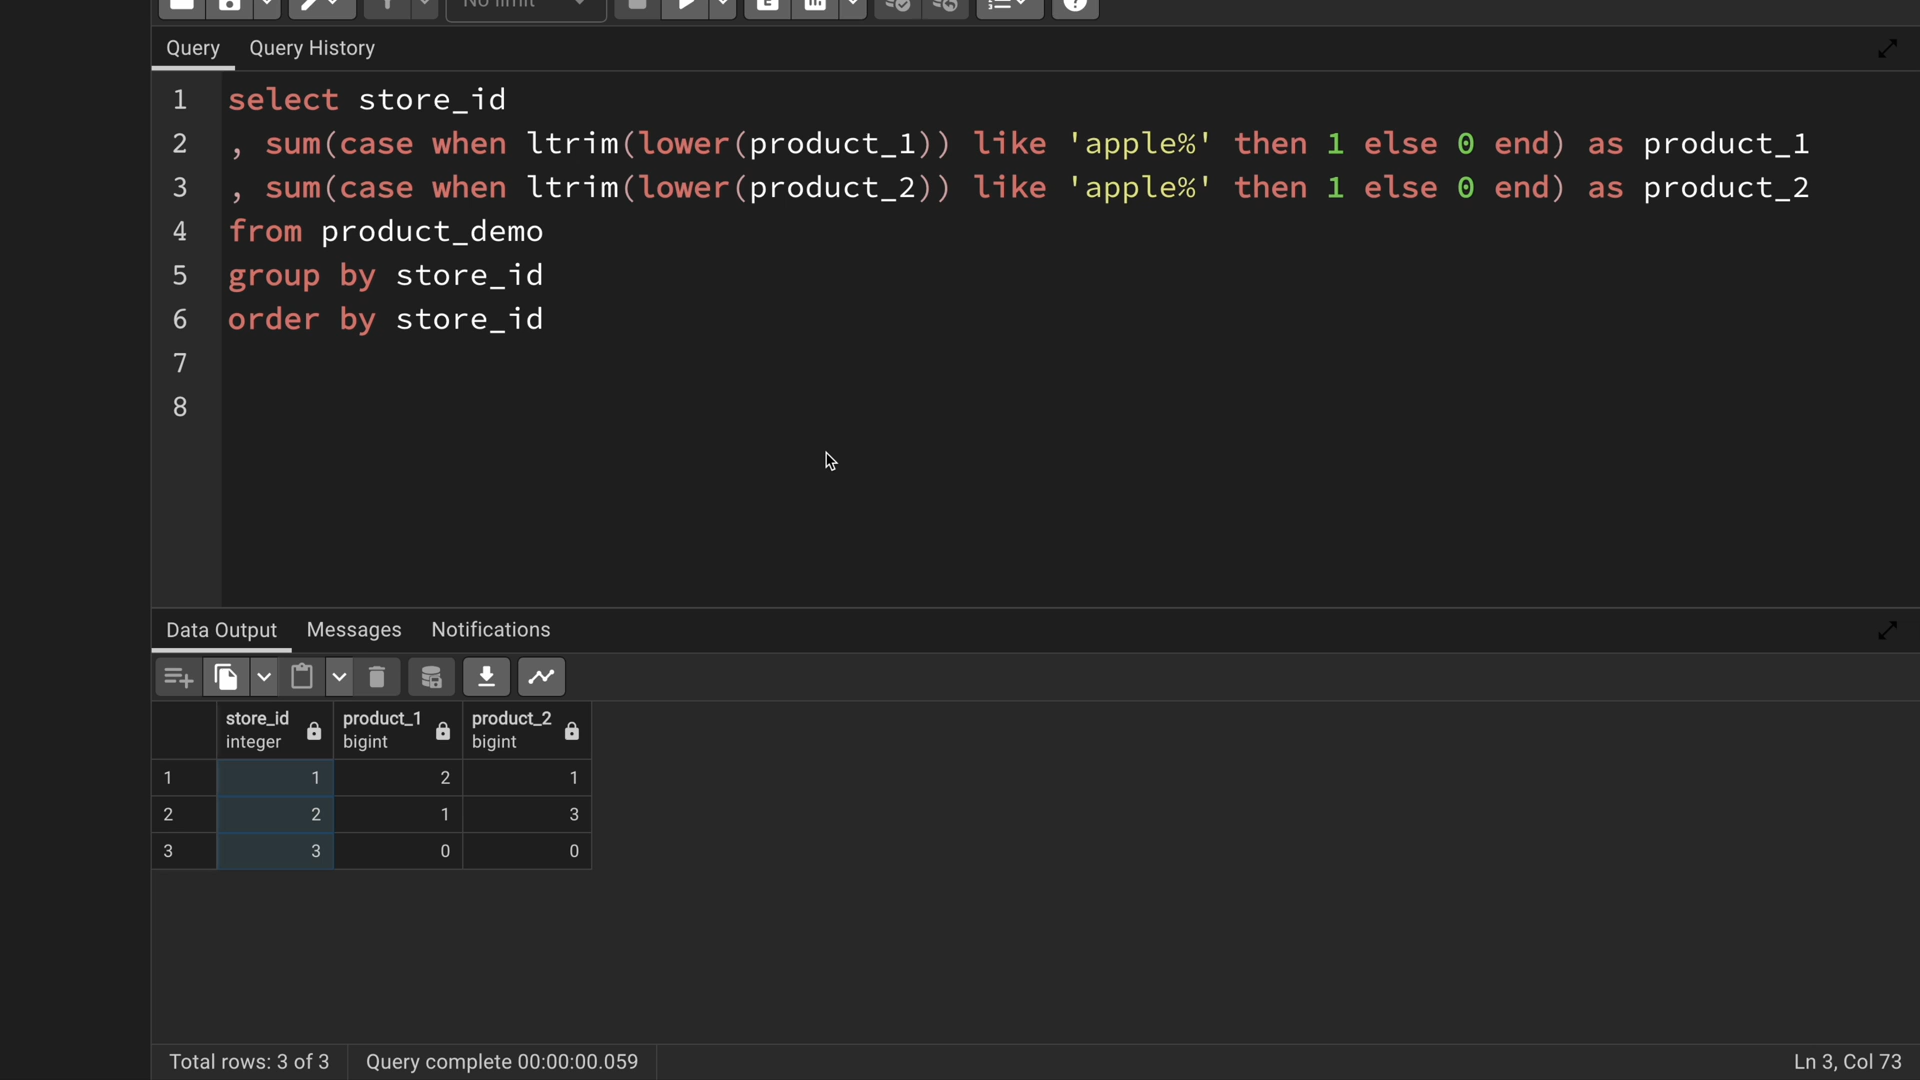 No limit
Query Query History
1 select store_id
2 , sum(case when ltrim(lower(product_1)) like 'apple%' then 1 else 0 end) as product_1
3 , sum(case when ltrim(lower(product_2)) like 'apple%' then 1 else 0 end) as product_2
4 from product_demo
5 group by store_id
6 order by store_id
7
8
Data Output Messages Notifications
store_id product_1 product_2
integer bigint bigint
1 1 2 1
2 2 1 3
3 3 0 0
Total rows: 3 of 3 Query complete 00:00:00.059 Ln 3, Col 73